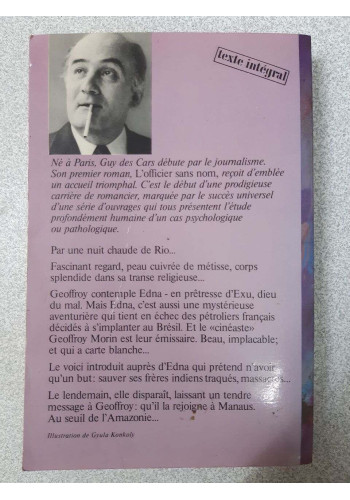 texte intégral
Né à Paris, Guy des Cars débute par le journalisme.
Son premier roman, L'officier sans nom, reçoit d'emblée
un accueil triomphal. C'est le début d'une prodigieuse
carrière de romancier, marquée par le succès universel
d'une série d'ouvrages qui tous présentent l'étude
profondément humaine d'un cas psychologique
ou pathologique.
Par une nuit chaude de Rio...
Fascinant regard, peau cuivrée de métisse, corps
splendide dans sa transe religieuse...
Geoffroy contemple Edna - en prêtresse d'Exu, dieu
du mal. Mais Edna, c'est aussi une mystérieuse
aventurière qui tient en échec des pétroliers français
décidés à s'implanter au Brésil. Et le «cinéaste»
Geoffroy Morin est leur émissaire. Beau, implacable;
et qui a carte blanche...
Le voici introduit auprès d'Edna qui prétend n'avoir
qu'un but: sauver ses frères indiens traqués, massacrés...
Le lendemain, elle disparaît, laissant un tendre
message à Geoffroy: qu'il la rejoigne à Manaus.
Au seuil de l'Amazonie...
Illustration de Gyula Konkoly